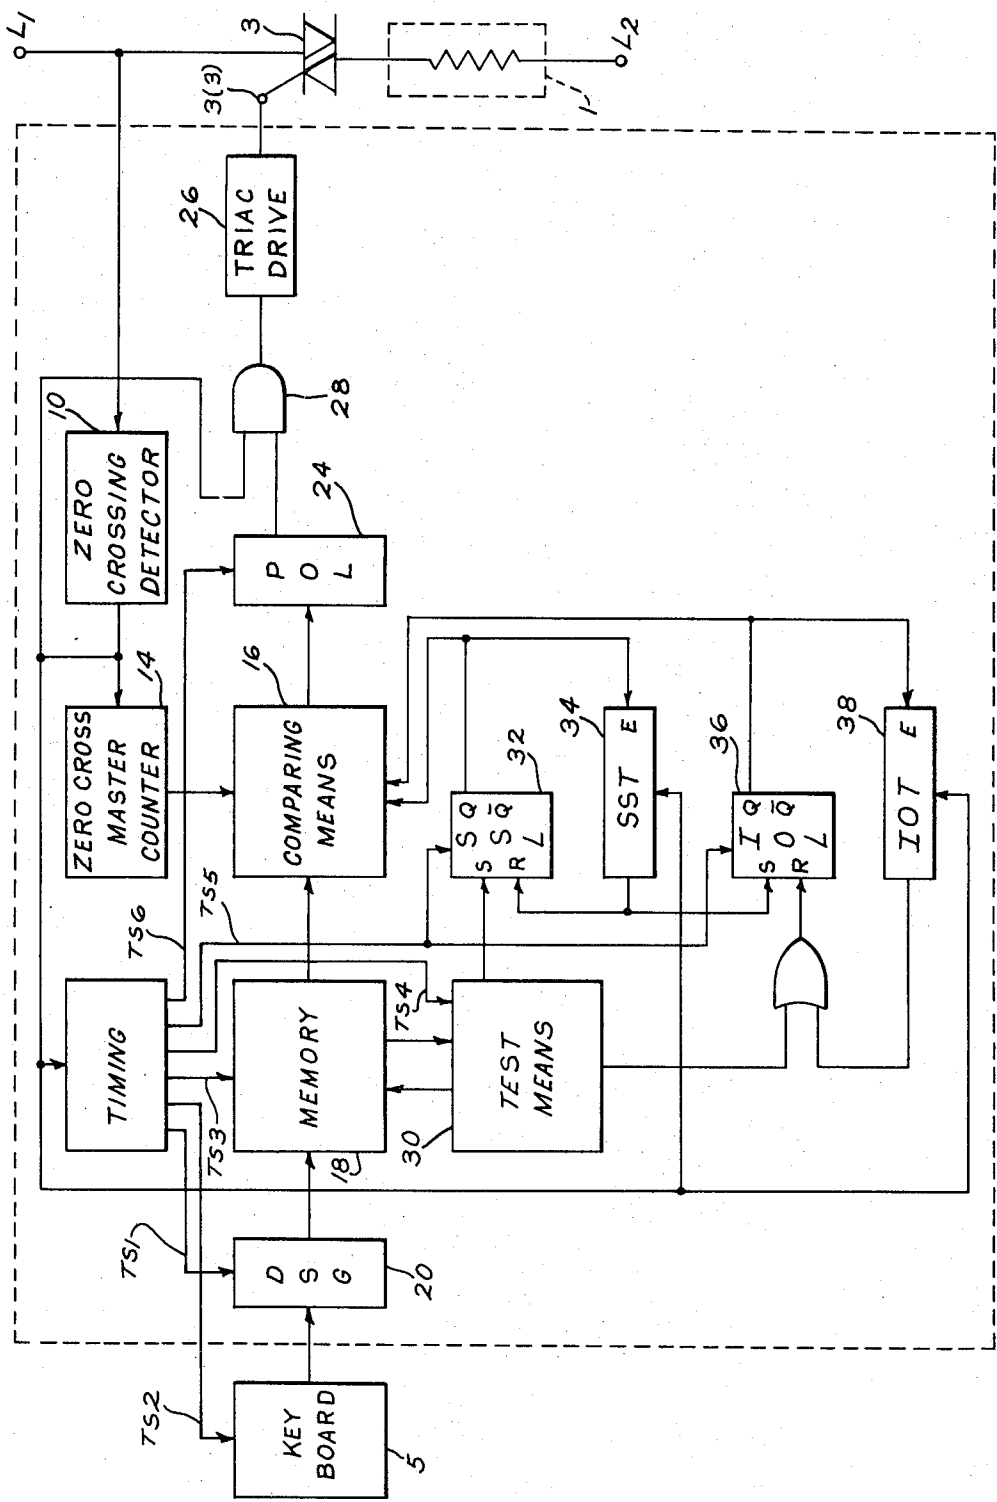 L1
3
3(3)
L2
1
TRIAC
DRIVE
26
28
ZERO
CROSSING
DETECTOR
10
P
O
L
24
ZERO CROSS
MASTER
COUNTER
14
COMPARING
MEANS
16
TS6
TS5
TIMING
TS3
TS4
MEMORY
18
TS1
TS2
D
S
G
20
KEY
BOARD
5
TEST
MEANS
30
S S Q
S Q̄
R L
32
SST E
34
S I Q
O Q̄
R L
36
IOT E
38